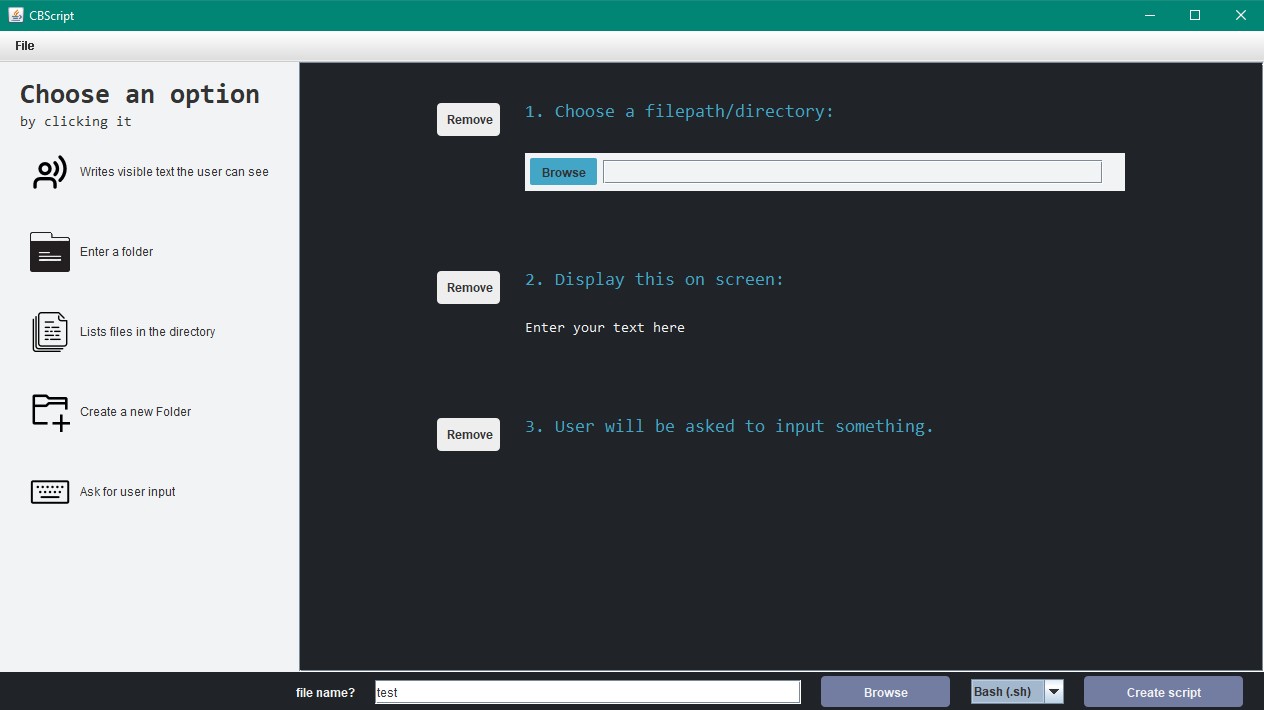 CBScript
File
Choose an option
by clicking it
Writes visible text the user can see
Enter a folder
Lists files in the directory
Create a new Folder
Ask for user input
Remove
1. Choose a filepath/directory:
Browse
Remove
2. Display this on screen:
Enter your text here
Remove
3. User will be asked to input something.
file name?
test
Browse
Bash (.sh)
Create script